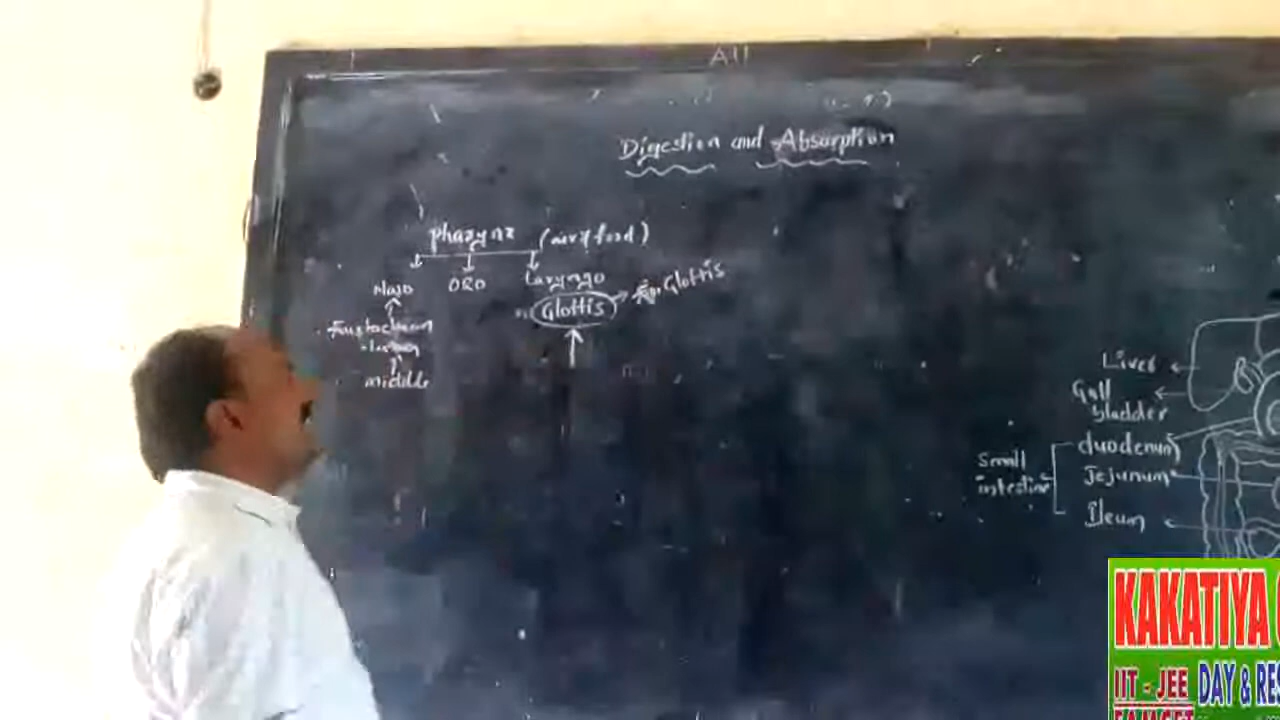 All
Digestion and Absorption
Pharynx (air & food)
Naso ORO Laryngo
Glottis Glottis
Eustachian
middle
Liver
Gall
bladder
duodenum
Small
intestine
Jejunum
Ileum
KAKATIYA
IIT - JEE DAY & RES
EAMCET